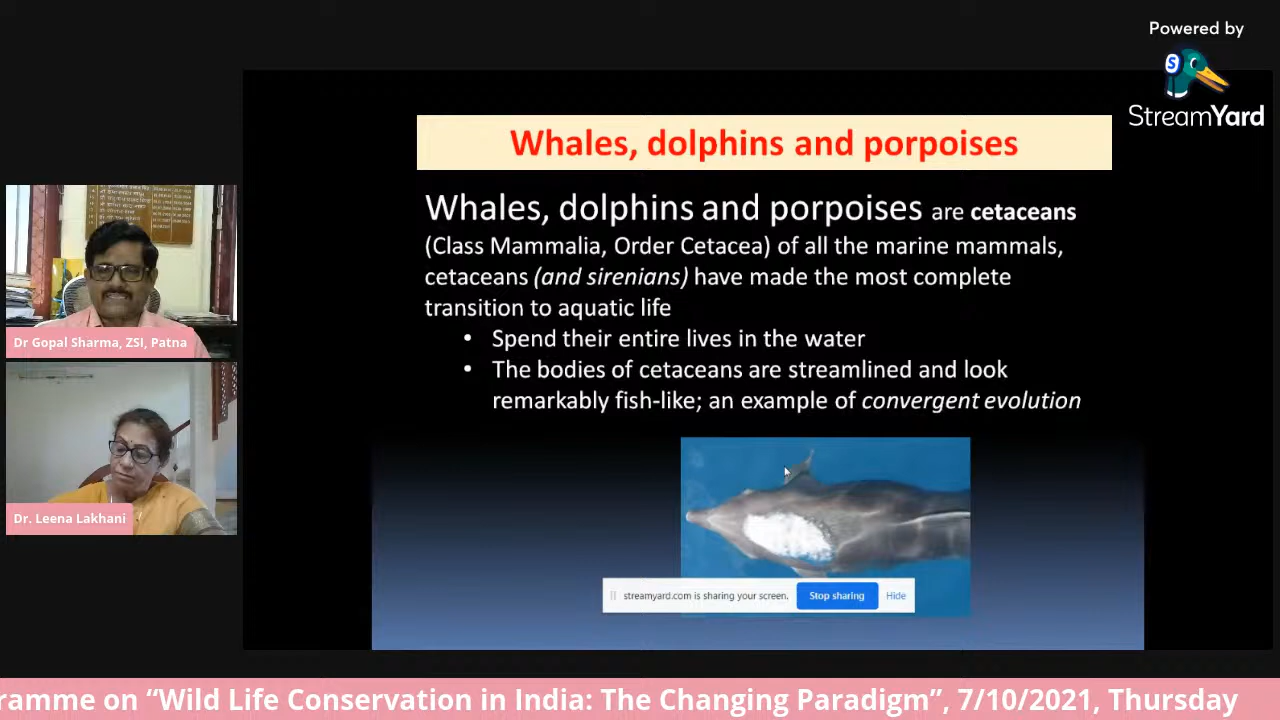 Powered by
S
StreamYard
Whales, dolphins and porpoises
Whales, dolphins and porpoises are cetaceans
(Class Mammalia, Order Cetacea) of all the marine mammals,
cetaceans (and sirenians) have made the most complete
transition to aquatic life
• Spend their entire lives in the water
• The bodies of cetaceans are streamlined and look
remarkably fish-like; an example of convergent evolution
Dr Gopal Sharma, ZSI, Patna
Dr. Leena Lakhani
streamyard.com is sharing your screen.
Stop sharing
Hide
ramme on “Wild Life Conservation in India: The Changing Paradigm”, 7/10/2021, Thursday